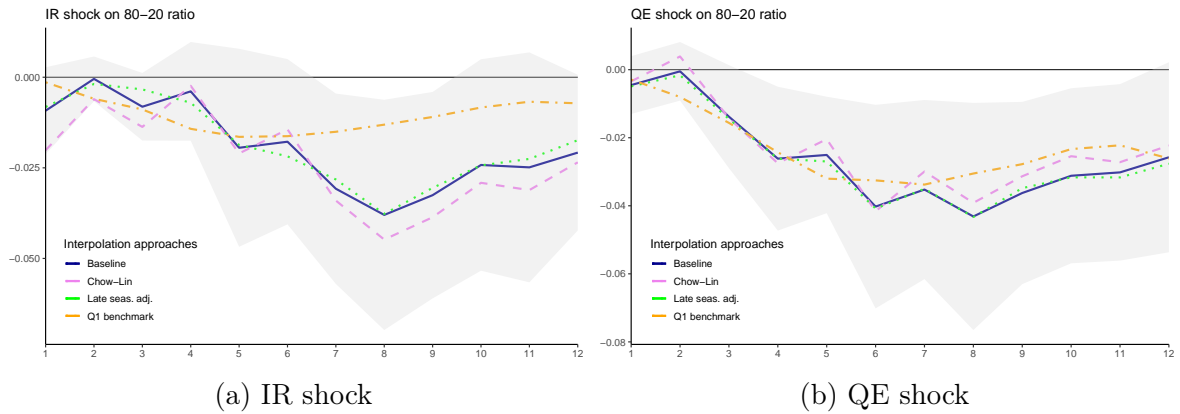 IR shock on 80−20 ratio
0.000
−0.025
−0.050
Interpolation approaches
Baseline
Chow−Lin
Late seas. adj.
Q1 benchmark
1 2 3 4 5 6 7 8 9 10 11 12
(a) IR shock
QE shock on 80−20 ratio
0.00
−0.02
−0.04
−0.06
−0.08
Interpolation approaches
Baseline
Chow−Lin
Late seas. adj.
Q1 benchmark
1 2 3 4 5 6 7 8 9 10 11 12
(b) QE shock